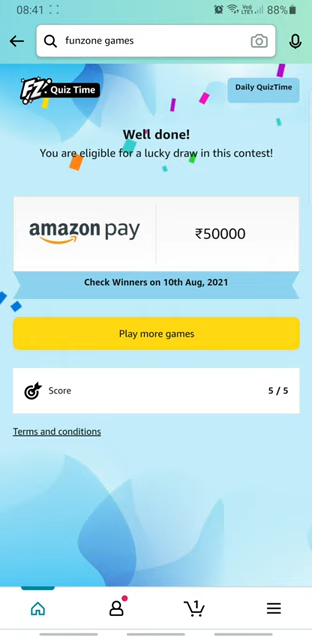 08:41
Vo)) LTE1 88%
funzone games
FZ Quiz Time
Daily QuizTime
Well done!
You are eligible for a lucky draw in this contest!
amazon pay
₹50000
Check Winners on 10th Aug, 2021
Play more games
Score
5 / 5
Terms and conditions
1